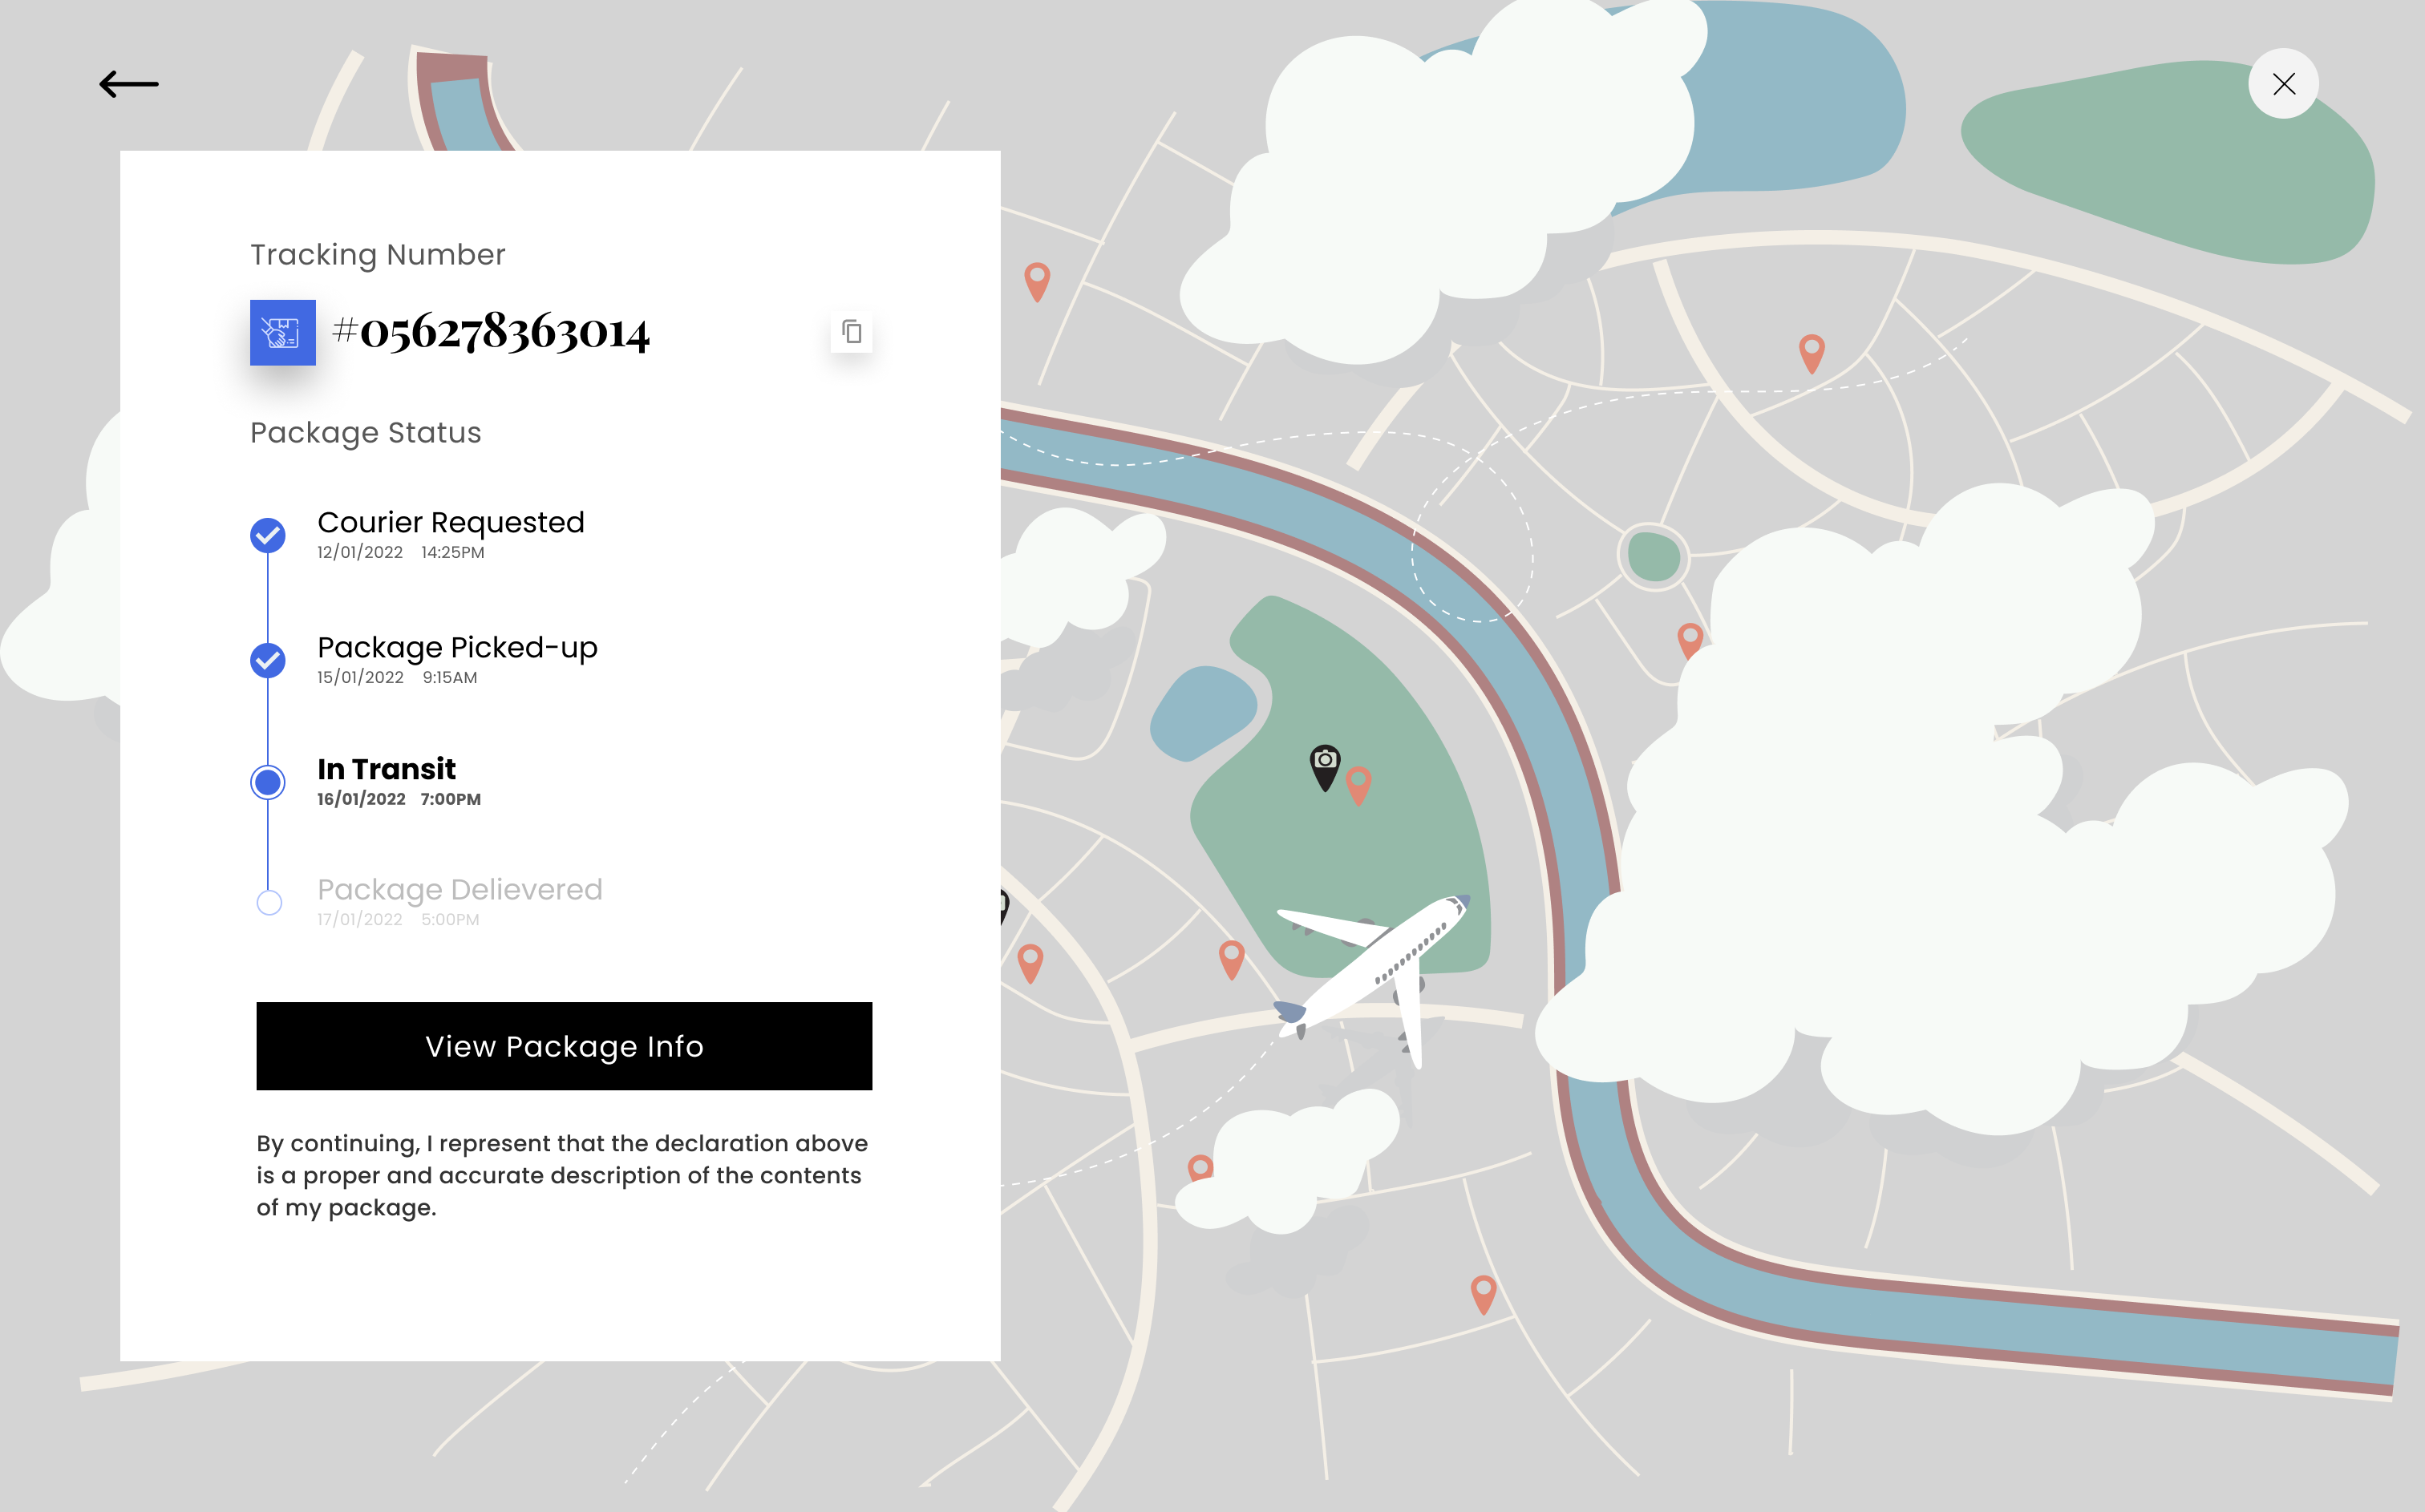 Tracking Number
#056278363014
Package Status
Courier Requested
12/01/2022 14:25PM
Package Picked-up
15/01/2022 9:15AM
In Transit
16/01/2022 7:00PM
Package Delievered
17/01/2022 5:00PM
View Package Info
By continuing, I represent that the declaration above
is a proper and accurate description of the contents
of my package.